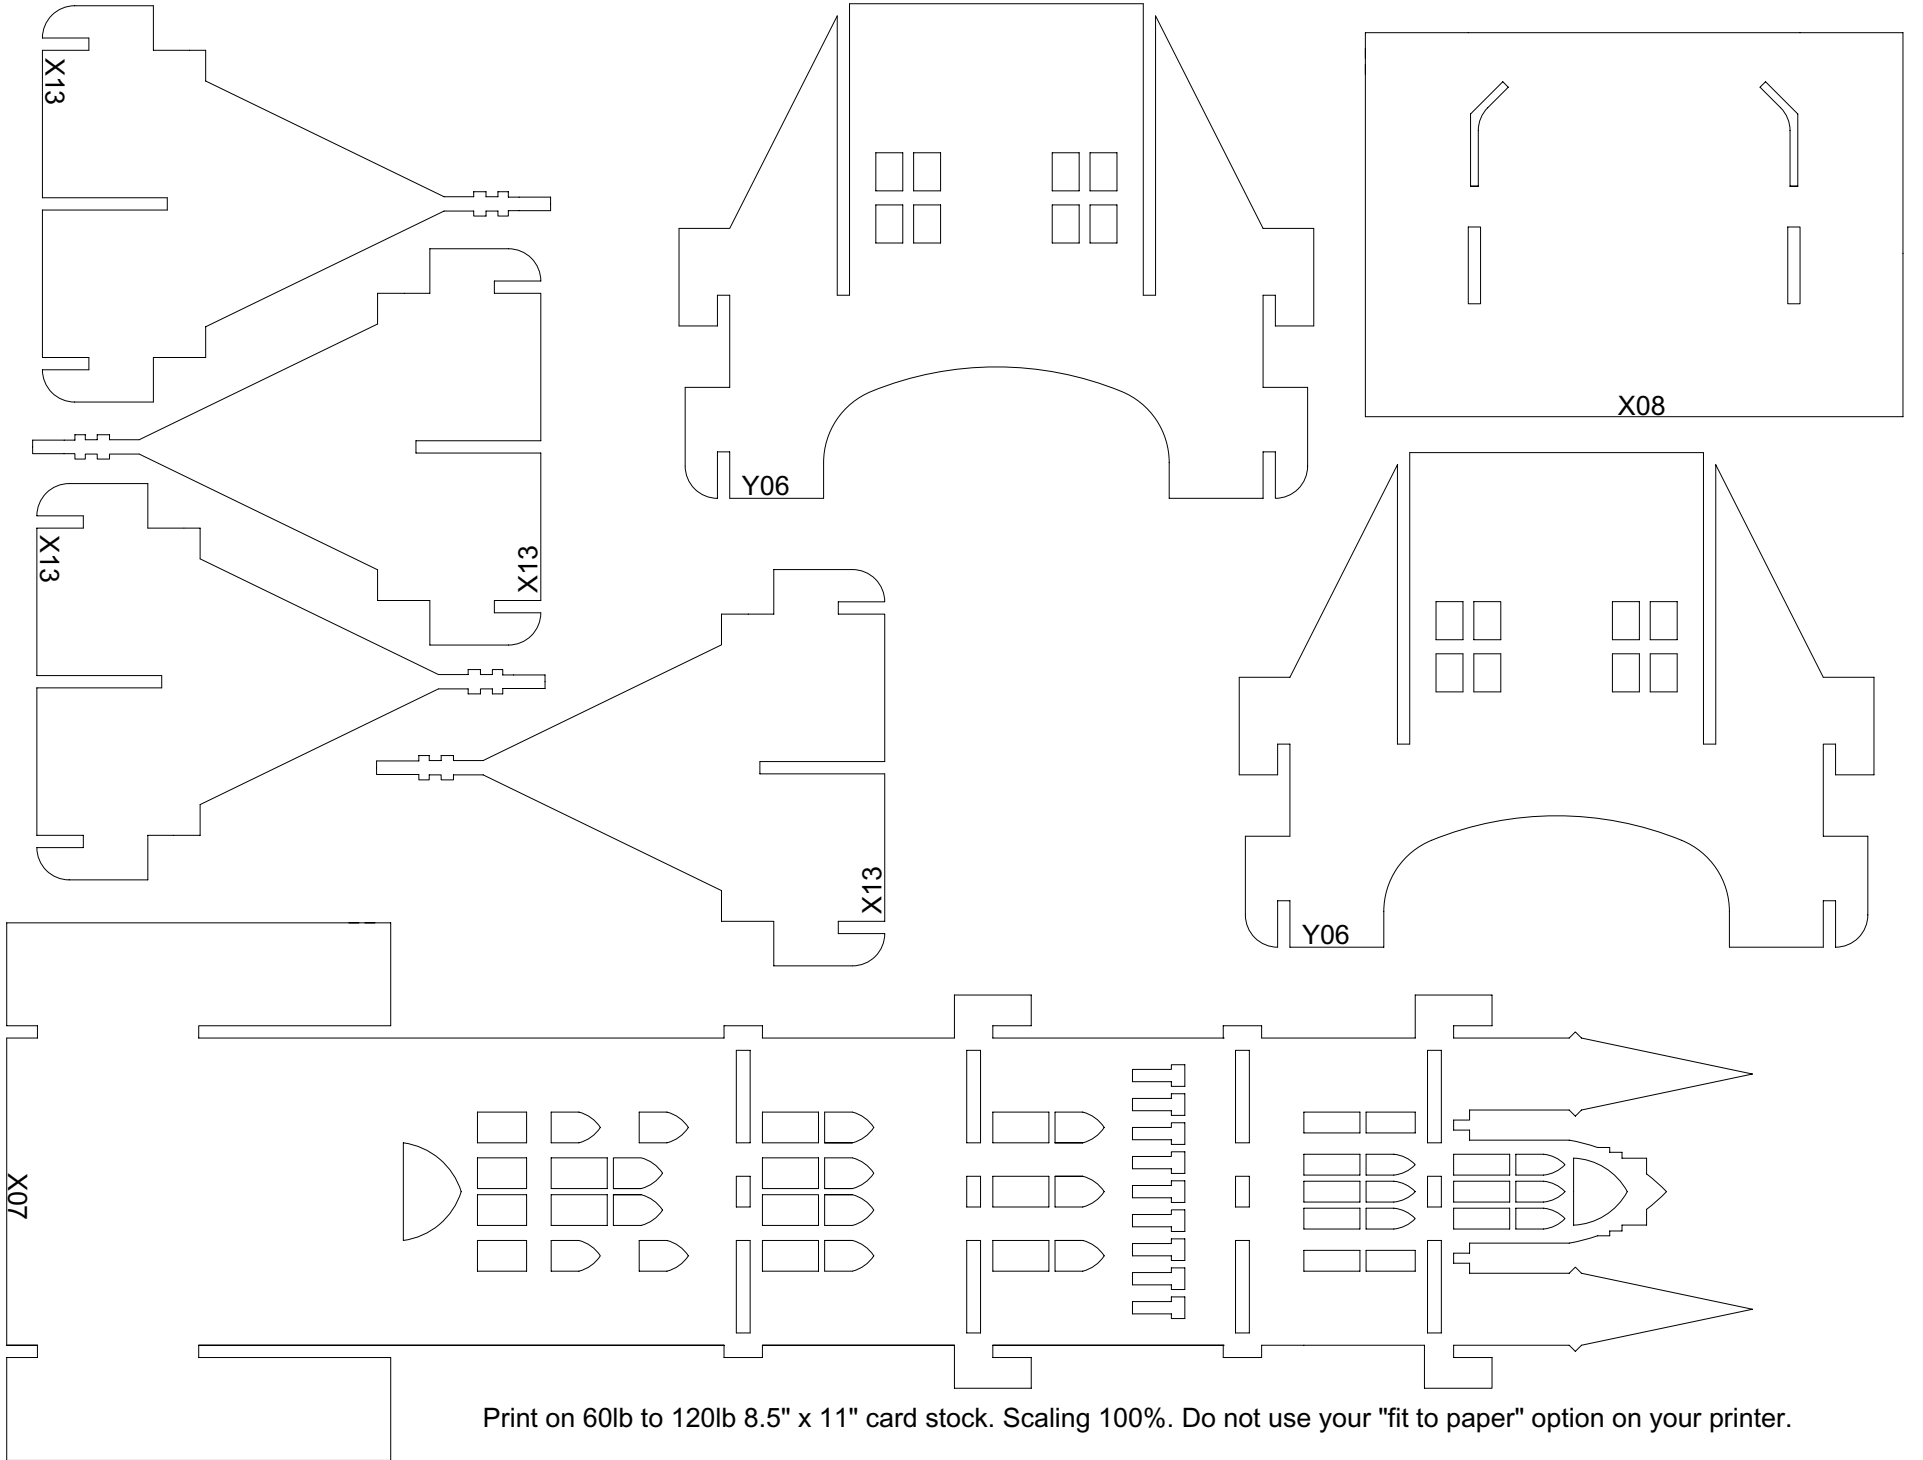 X13
X08
Y06
X13
X13
X13
Y06
X07
Print on 60lb to 120lb 8.5" x 11" card stock. Scaling 100%. Do not use your "fit to paper" option on your printer.